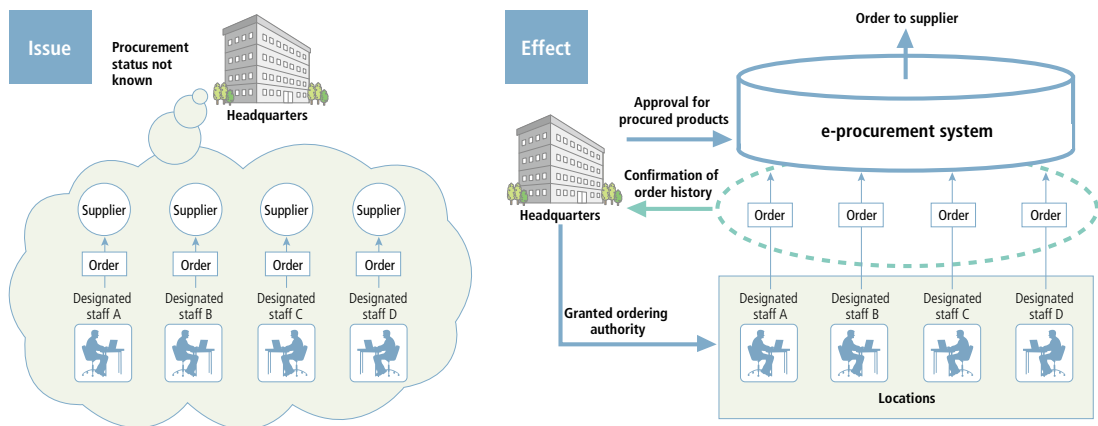 Issue
Procurement
status not
known
Headquarters
Supplier
Supplier
Supplier
Supplier
Order
Order
Order
Order
Designated
staff A
Designated
staff B
Designated
staff C
Designated
staff D
Effect
Order to supplier
Approval for
procured products
e-procurement system
Confirmation of
order history
Headquarters
Order
Order
Order
Order
Granted ordering
authority
Designated
staff A
Designated
staff B
Designated
staff C
Designated
staff D
Locations